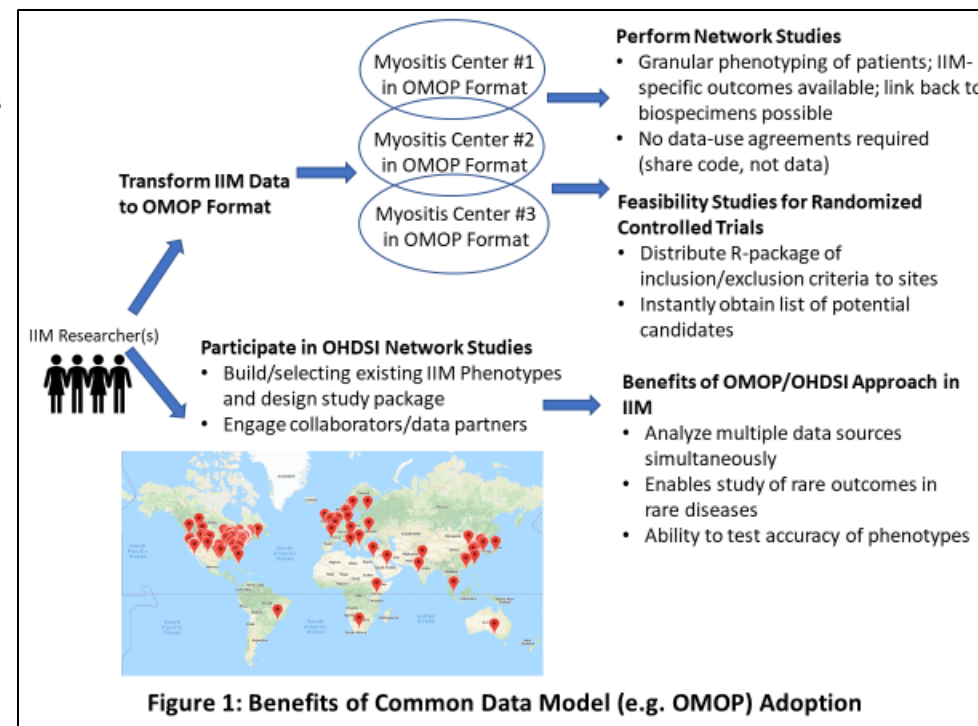 Myositis Center #1
in OMOP Format
Myositis Center #2
in OMOP Format
Myositis Center #3
in OMOP Format
Transform IIM Data
to OMOP Format
Perform Network Studies
• Granular phenotyping of patients; IIM-
specific outcomes available; link back to
biospecimens possible
• No data-use agreements required
(share code, not data)
Feasibility Studies for Randomized
Controlled Trials
• Distribute R-package of
inclusion/exclusion criteria to sites
• Instantly obtain list of potential
candidates
IIM Researcher(s)
Participate in OHDSI Network Studies
• Build/selecting existing IIM Phenotypes
and design study package
• Engage collaborators/data partners
Benefits of OMOP/OHDSI Approach in
IIM
• Analyze multiple data sources
simultaneously
• Enables study of rare outcomes in
rare diseases
• Ability to test accuracy of phenotypes
Figure 1: Benefits of Common Data Model (e.g. OMOP) Adoption